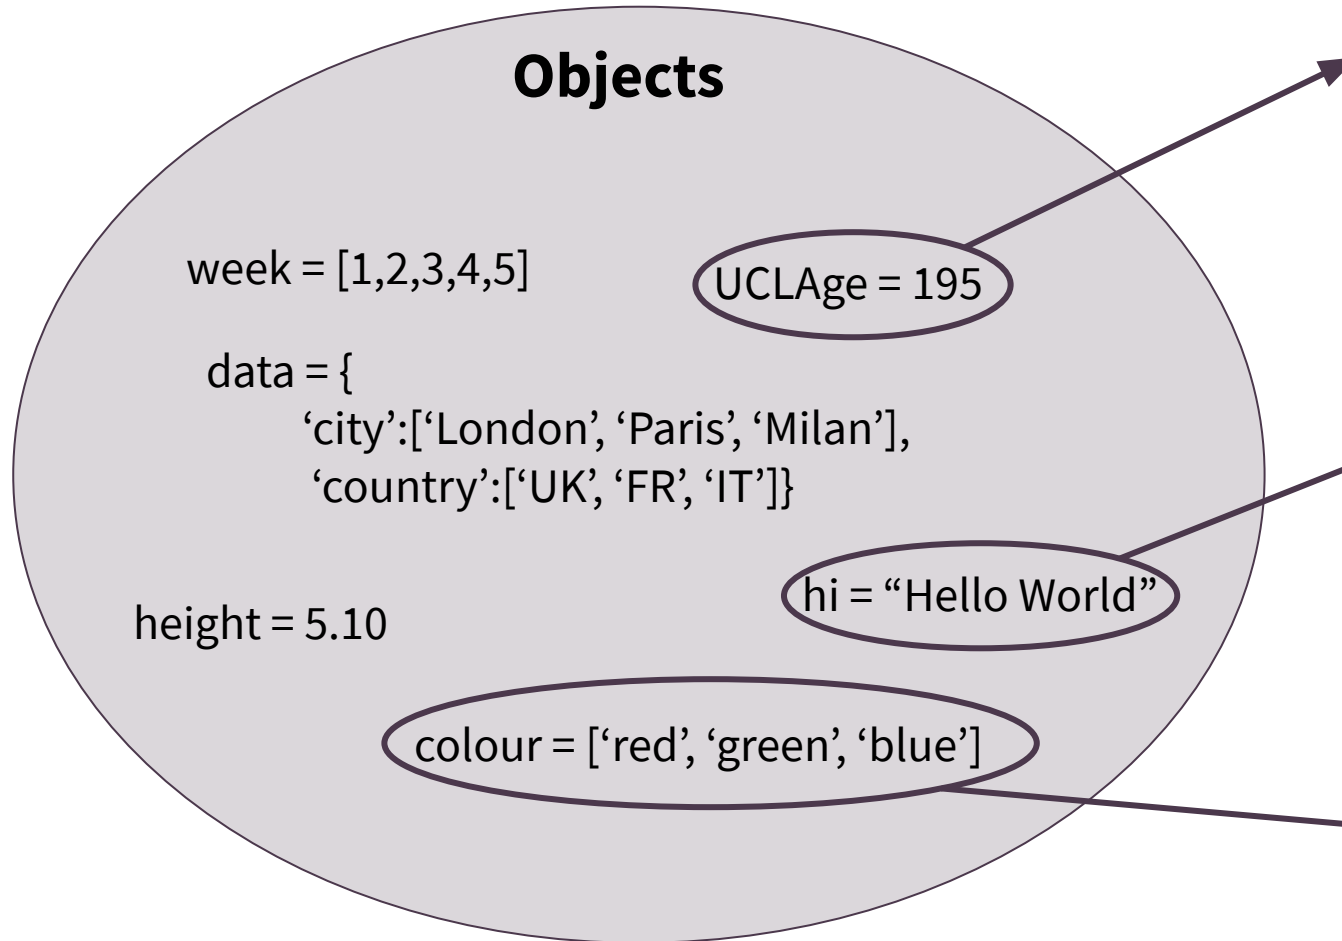 Objects
week = [1,2,3,4,5]
UCLAge = 195
data = {
‘city’:[‘London’, ‘Paris’, ‘Milan’],
‘country’:[‘UK’, ‘FR’, ‘IT’]}
hi = “Hello World”
height = 5.10
colour = [‘red’, ‘green’, ‘blue’]